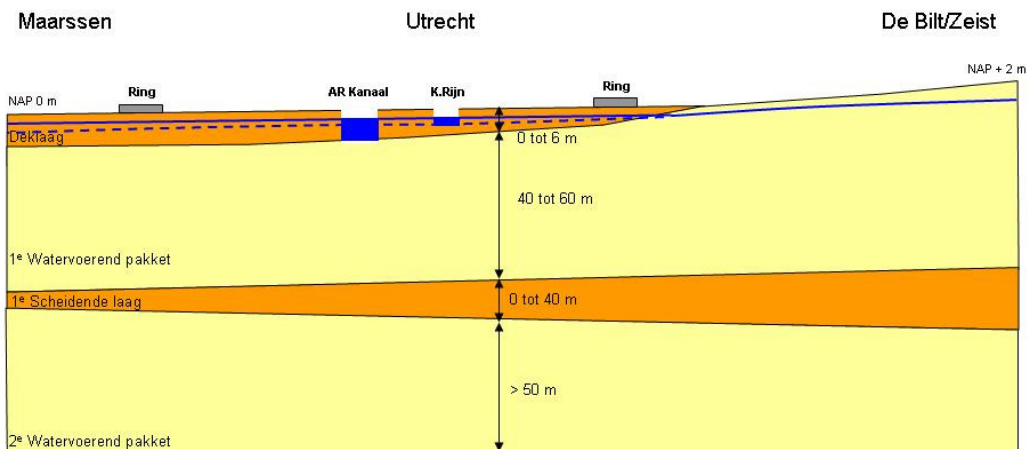 Maarssen
Utrecht
De Bilt/Zeist
NAP + 2 m
Ring
AR Kanaal
K.Rijn
Ring
NAP 0 m
Deklaag
0 tot 6 m
40 tot 60 m
1e Watervoerend pakket
1e Scheidende laag
0 tot 40 m
> 50 m
2e Watervoerend pakket